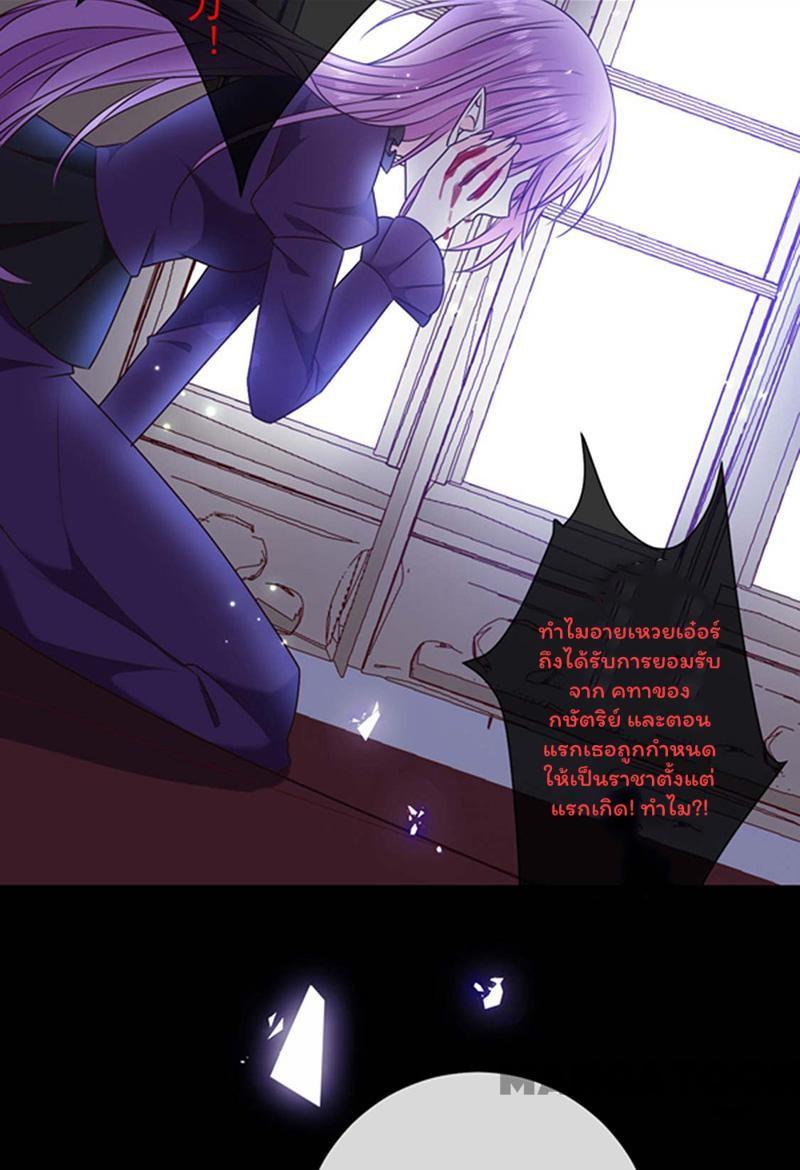 力!
ทำไมอายเหวยเอ๋อร์
ถึงได้รับการยอมรับ
จาก คทาของ
กษัตริย์ และตอน
แรกเธอถูกกำหนด
ให้เป็นราชาตั้งแต่
แรกเกิด! ทำไม?!